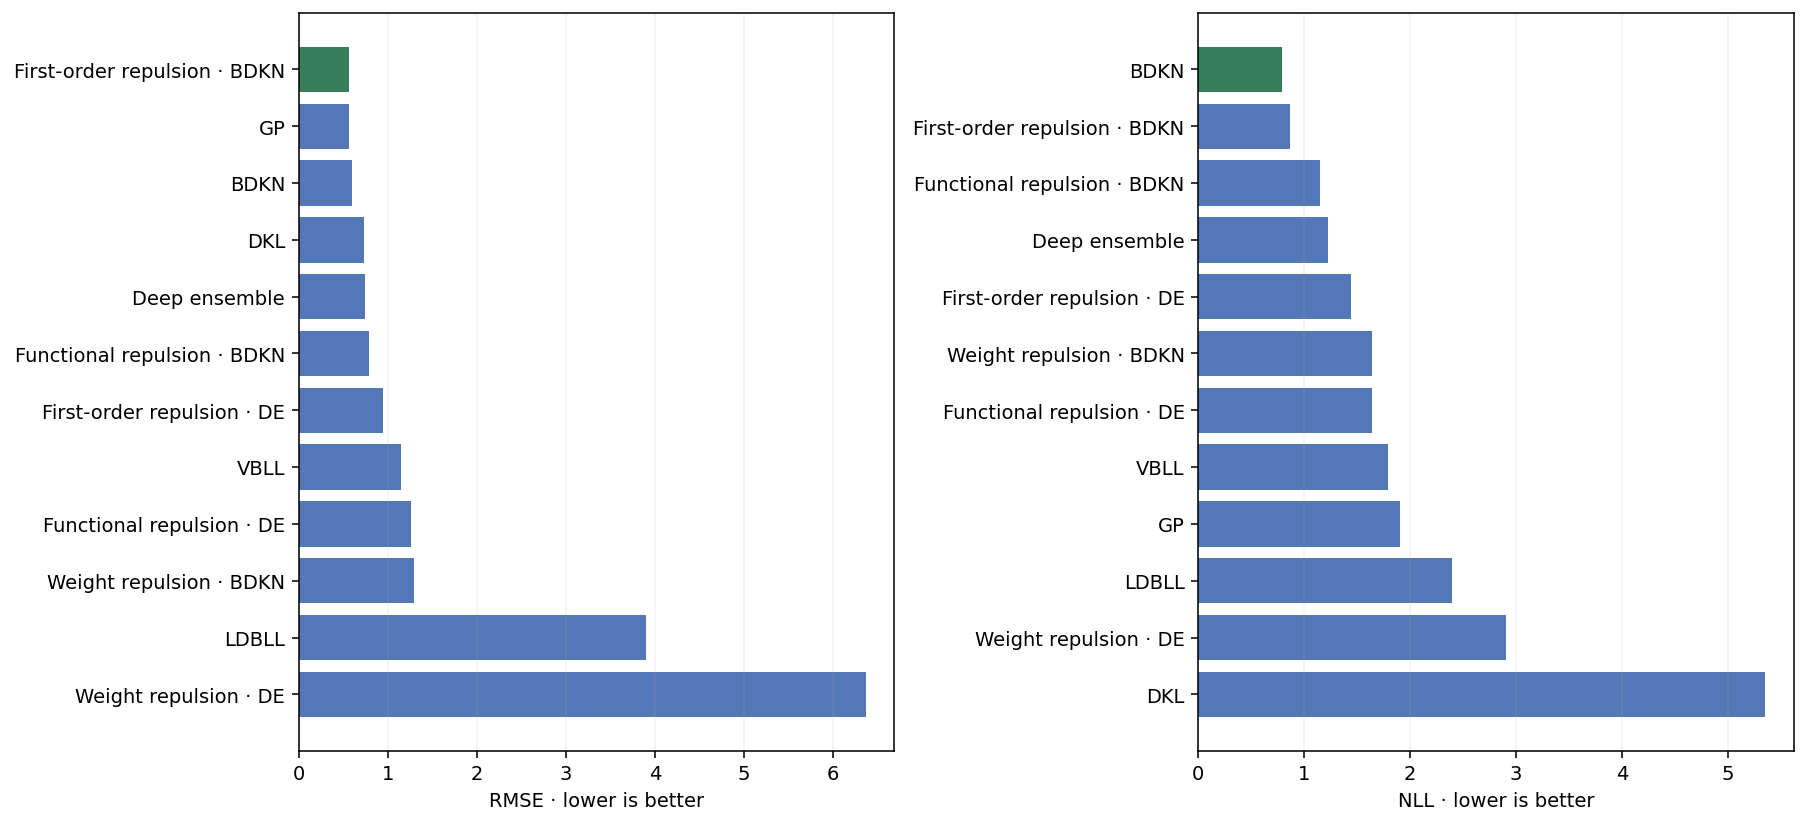 First-order repulsion · BDKN
GP
BDKN
DKL
Deep ensemble
Functional repulsion · BDKN
First-order repulsion · DE
VBLL
Functional repulsion · DE
Weight repulsion · BDKN
LDBLL
Weight repulsion · DE
0 1 2 3 4 5 6
RMSE · lower is better
BDKN
First-order repulsion · BDKN
Functional repulsion · BDKN
Deep ensemble
First-order repulsion · DE
Weight repulsion · BDKN
Functional repulsion · DE
VBLL
GP
LDBLL
Weight repulsion · DE
DKL
0 1 2 3 4 5
NLL · lower is better